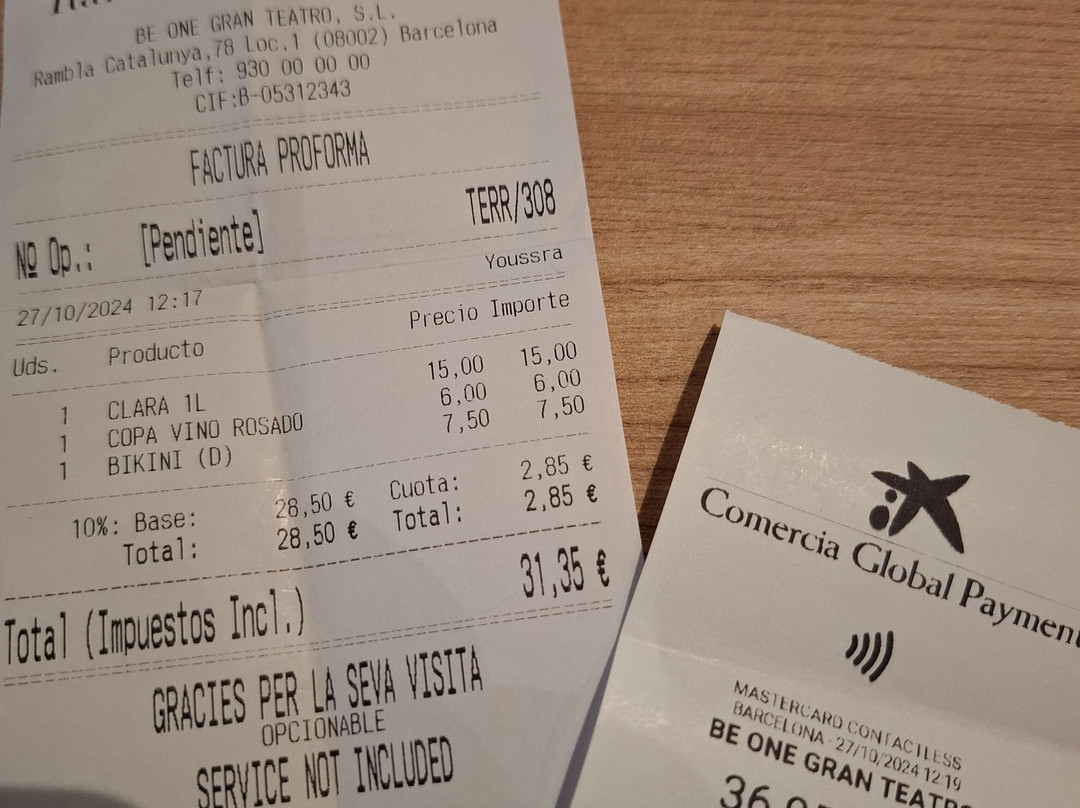 BE ONE GRAN TEATRO, S.L.
Rambla Catalunya,78 Loc.1 (08002) Barcelona
Telf: 930 00 00 00
CIF:B-05312343
FACTURA PROFORMA
Nº Op.: [Pendiente] TERR/308
27/10/2024 12:17 Youssra
Uds. Producto Precio Importe
1 CLARA 1L 15,00 15,00
1 COPA VINO ROSADO 6,00 6,00
1 BIKINI (D) 7,50 7,50
10%: Base: 28,50 € Cuota: 2,85 €
Total: 28,50 € Total: 2,85 €
Total (Impuestos Incl.) 31,35 €
GRACIES PER LA SEVA VISITA
OPCIONABLE
SERVICE NOT INCLUDED
Comercia Global Payment
MASTERCARD CONTACTLESS
BARCELONA - 27/10/2024 12:19
BE ONE GRAN TEATR